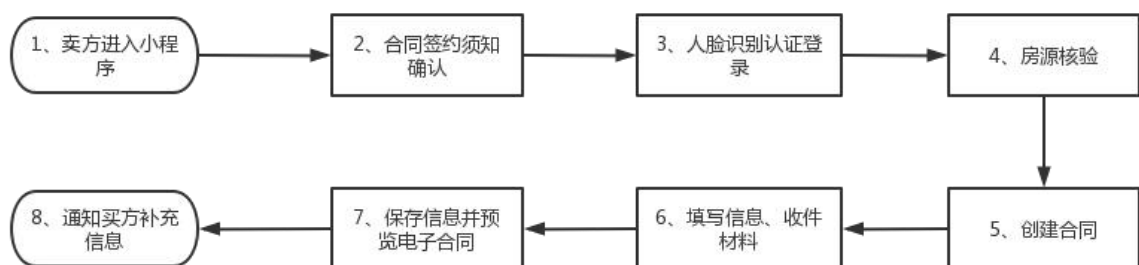 1、卖方进入小程
序
2、合同签约须知
确认
3、人脸识别认证登
录
4、房源核验
5、创建合同
6、填写信息、收件
材料
7、保存信息并预
览电子合同
8、通知买方补充
信息